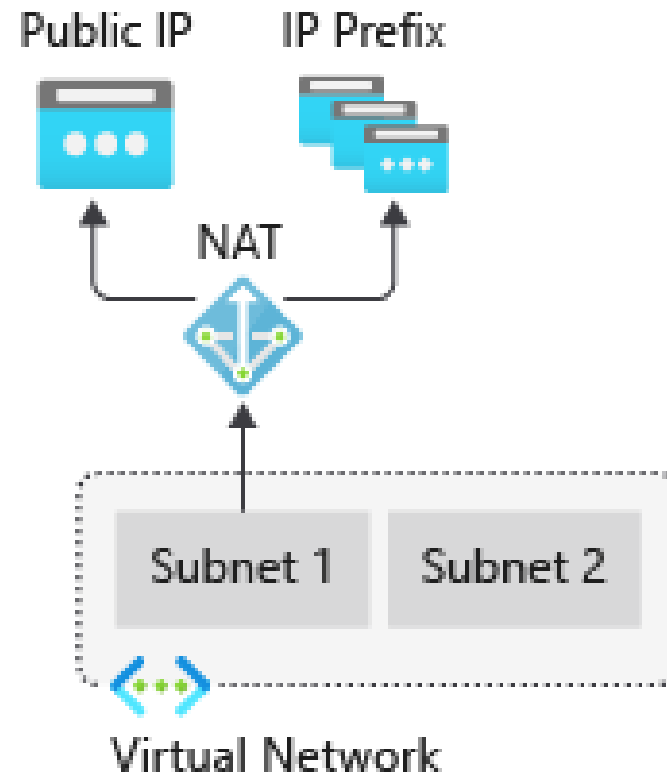 Public IP
IP Prefix
NAT
Subnet 1
Subnet 2
Virtual Network